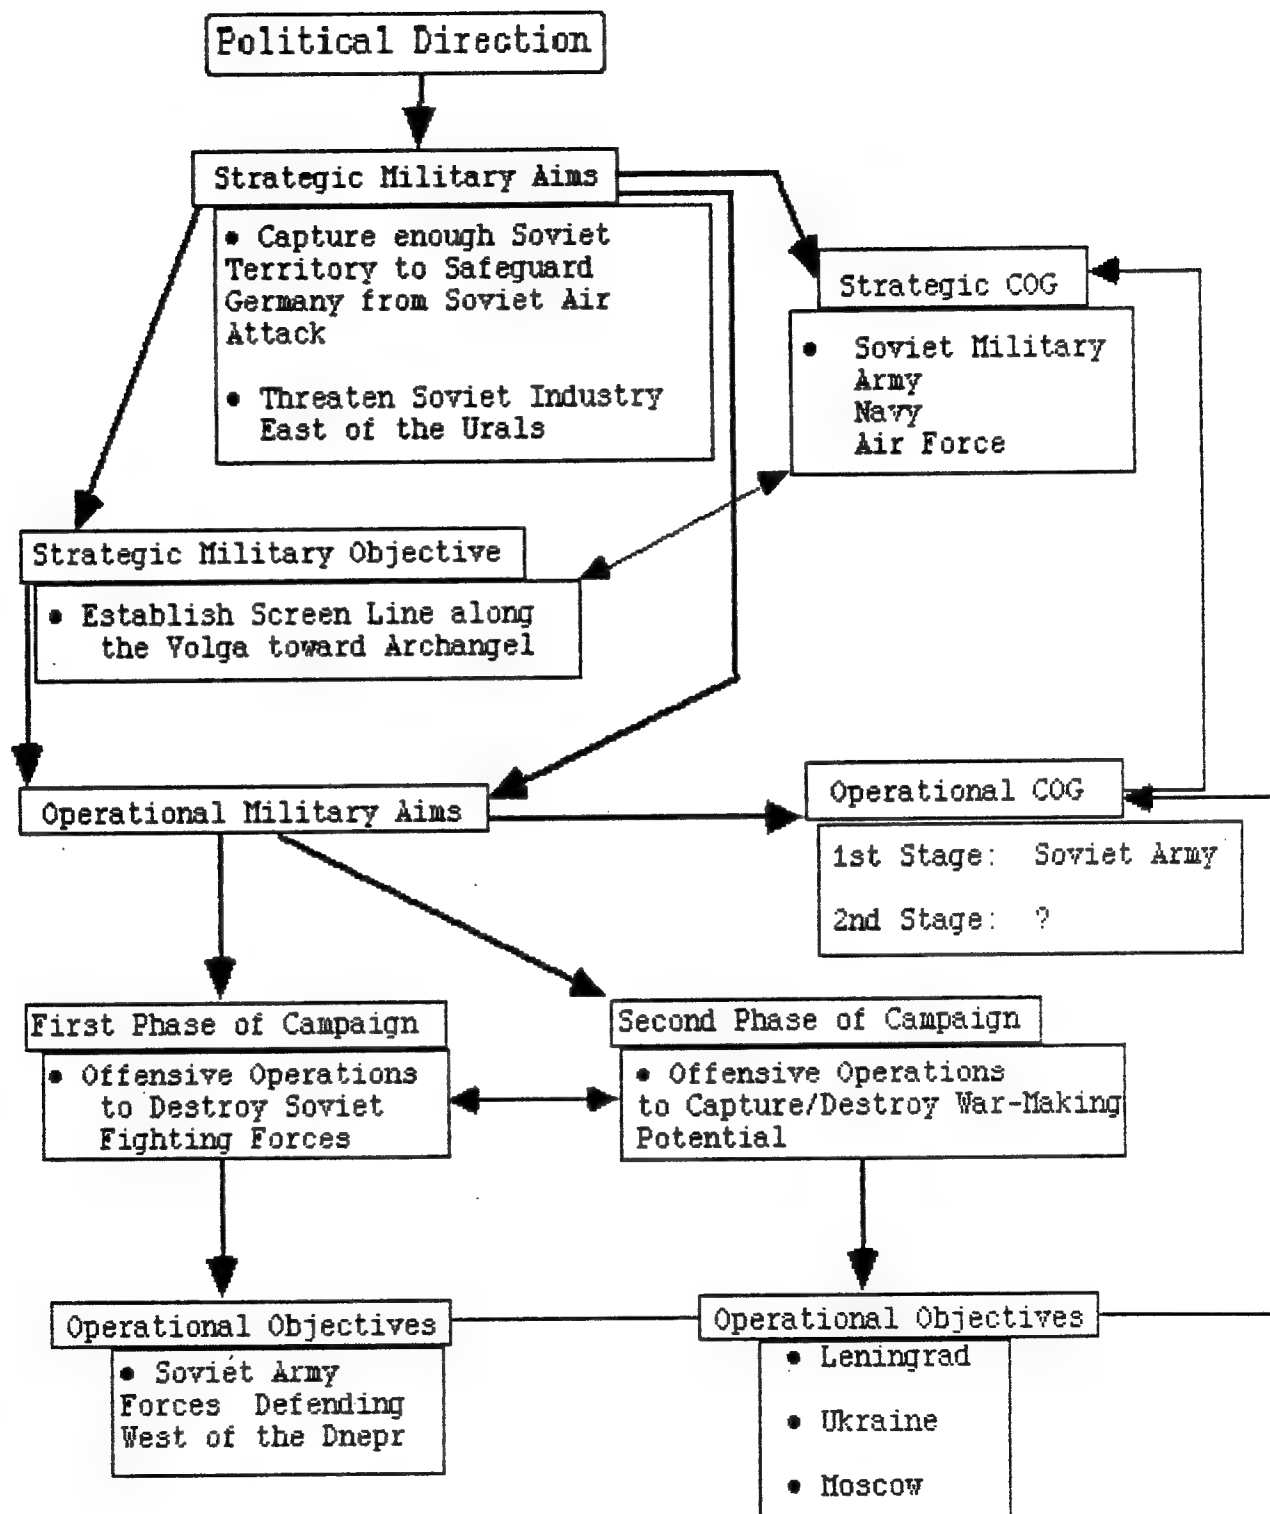 Political Direction
Strategic Military Aims
• Capture enough Soviet
Territory to Safeguard
Germany from Soviet Air
Attack
• Threaten Soviet Industry
East of the Urals
Strategic COG
• Soviet Military
Army
Navy
Air Force
Strategic Military Objective
• Establish Screen Line along
the Volga toward Archangel
Operational Military Aims
Operational COG
1st Stage: Soviet Army
2nd Stage: ?
First Phase of Campaign
• Offensive Operations
to Destroy Soviet
Fighting Forces
Second Phase of Campaign
• Offensive Operations
to Capture/Destroy War-Making
Potential
Operational Objectives
• Soviet Army
Forces Defending
West of the Dnepr
Operational Objectives
• Leningrad
• Ukraine
• Moscow